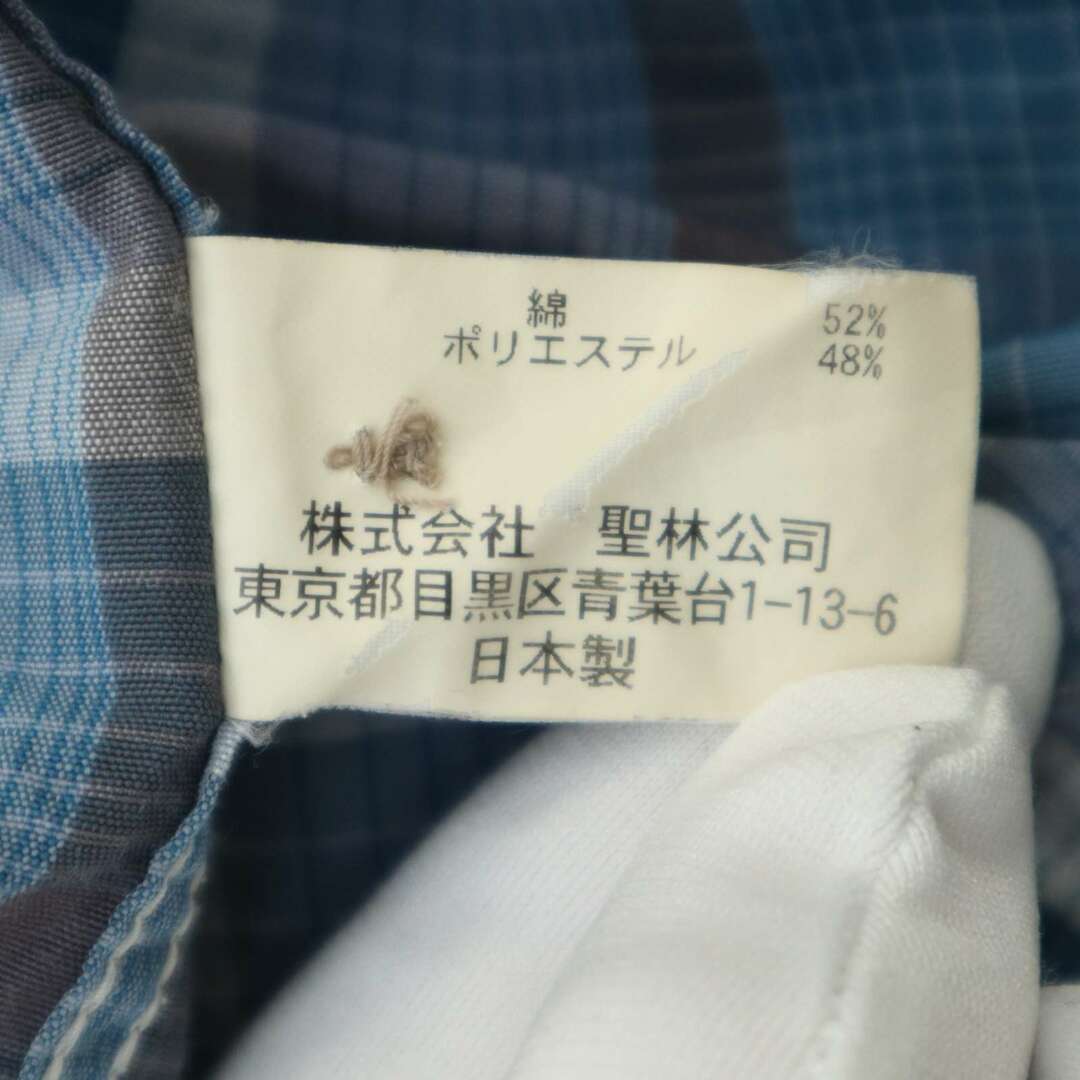 綿 52%
ポリエステル 48%
株式会社 聖林公司
東京都目黒区青葉台1-13-6
日本製